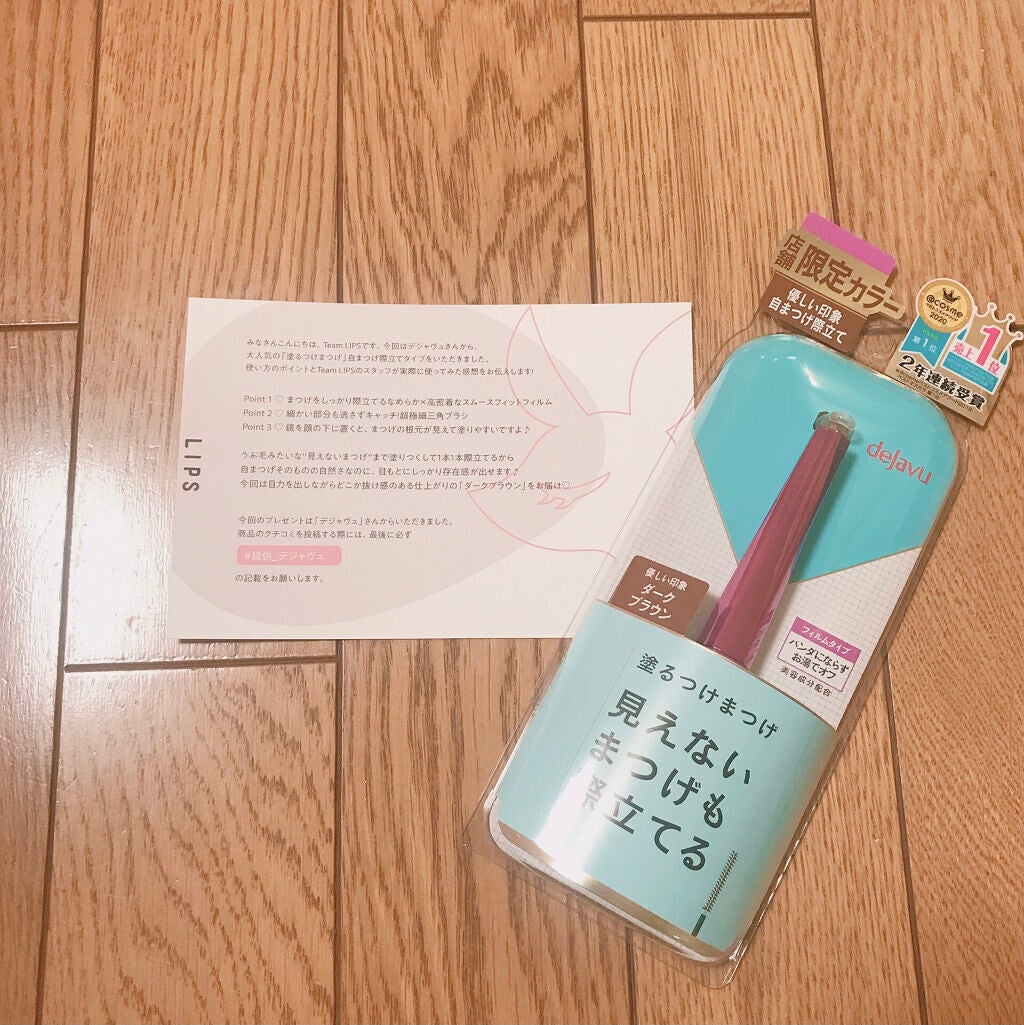 LIPS
みなさんこんにちは、Team LIPSです。今回はデジャヴュさんから、
大人気の「塗るつけまつげ」自まつげ際立てタイプをいただきました。
使い方のポイントとTeam LIPSのスタッフが実際に使ってみた感想をお伝えします!
Point 1 ♡ まつげをしっかり際立てるなめらか×高密着なスムースフィットフィルム
Point 2 ♡ 細かい部分も逃さずキャッチ!超極細三角ブラシ
Point 3 ♡ 鏡を顔の下に置くと、まつげの根元が見えて塗りやすいですよ♪
うぶ毛みたいな"見えないまつげ"まで塗りつくして1本1本際立てるから
自まつげそのものの自然さなのに、目もとにしっかり存在感が出せます♪
今回は目力を出しながらどこか抜け感のある仕上がりの「ダークブラウン」をお届け♡
今回のプレゼントは「デジャヴュ」さんからいただきました。
商品のクチコミを投稿する際には、最後に必ず
#提供_デジャヴュ
の記載をお願いします。
店舗
限定カラー
優しい印象
自まつげ際立て
@cosme
2020
第1位
売上
1位
2年連続受賞
dejavu
優しい印象
ダーク
ブラウン
フィルムタイプ
パンダにならず
お湯でオフ
美容成分配合
塗るつけまつげ
見えない
まつげも
際立てる